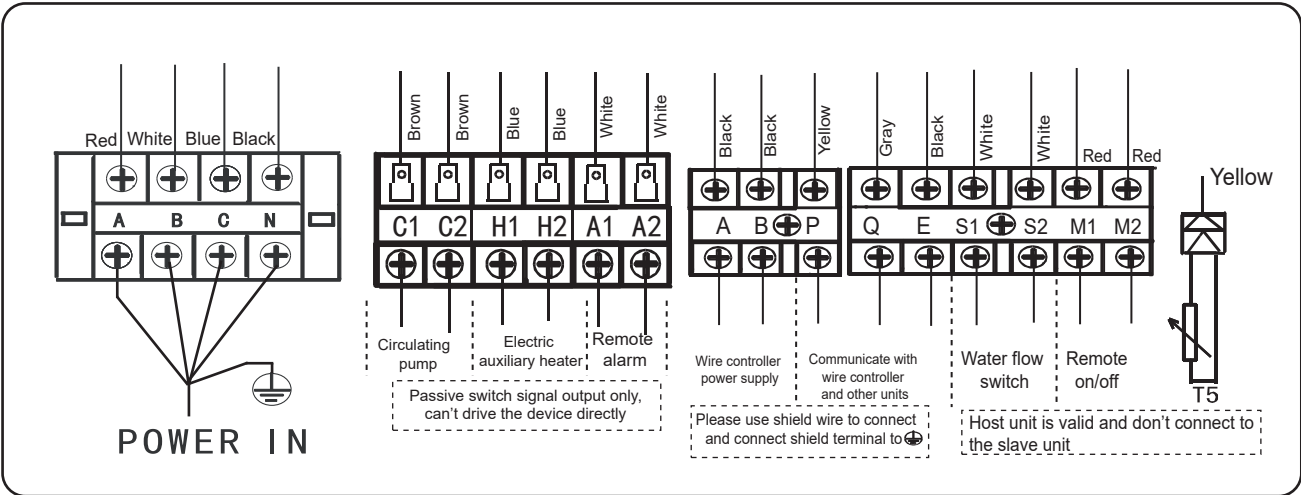 Red White Blue Black
A B C N
POWER IN
Brown
Brown
Blue
Blue
White
White
C1 C2 H1 H2 A1 A2
Circulating
pump
Electric
auxiliary heater
Remote
alarm
Passive switch signal output only,
can't drive the device directly
Black
Black
Yellow
Gray
Black
White
White
Red
Red
A B P
Q E S1 S2 M1 M2
Wire controller
power supply
Communicate with
wire controller
and other units
Water flow
switch
Remote
on/off
Please use shield wire to connect
and connect shield terminal to
Host unit is valid and don't connect to
the slave unit
Yellow
T5